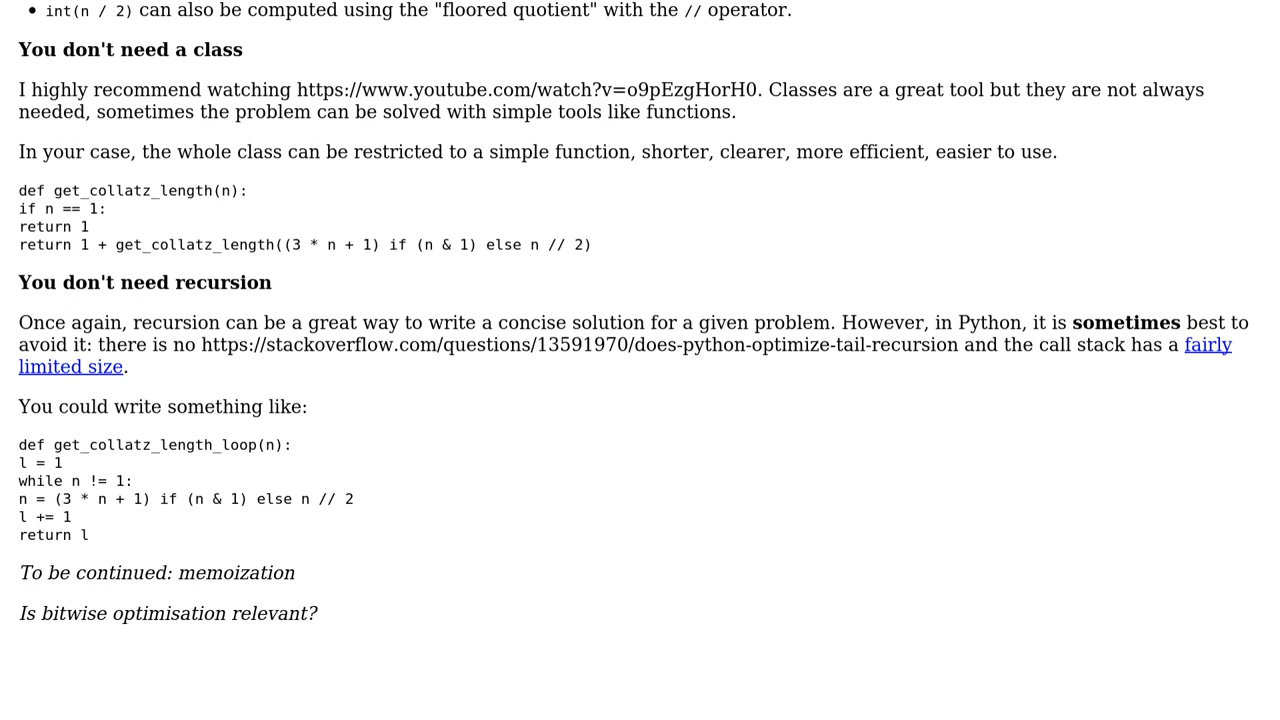 • int(n / 2) can also be computed using the "floored quotient" with the // operator.
You don't need a class
I highly recommend watching https://www.youtube.com/watch?v=o9pEzgHorH0. Classes are a great tool but they are not always
needed, sometimes the problem can be solved with simple tools like functions.
In your case, the whole class can be restricted to a simple function, shorter, clearer, more efficient, easier to use.
def get_collatz_length(n):
if n == 1:
return 1
return 1 + get_collatz_length((3 * n + 1) if (n & 1) else n // 2)
You don't need recursion
Once again, recursion can be a great way to write a concise solution for a given problem. However, in Python, it is sometimes best to
avoid it: there is no https://stackoverflow.com/questions/13591970/does-python-optimize-tail-recursion and the call stack has a fairly
limited size.
You could write something like:
def get_collatz_length_loop(n):
l = 1
while n != 1:
n = (3 * n + 1) if (n & 1) else n // 2
l += 1
return l
To be continued: memoization
Is bitwise optimisation relevant?